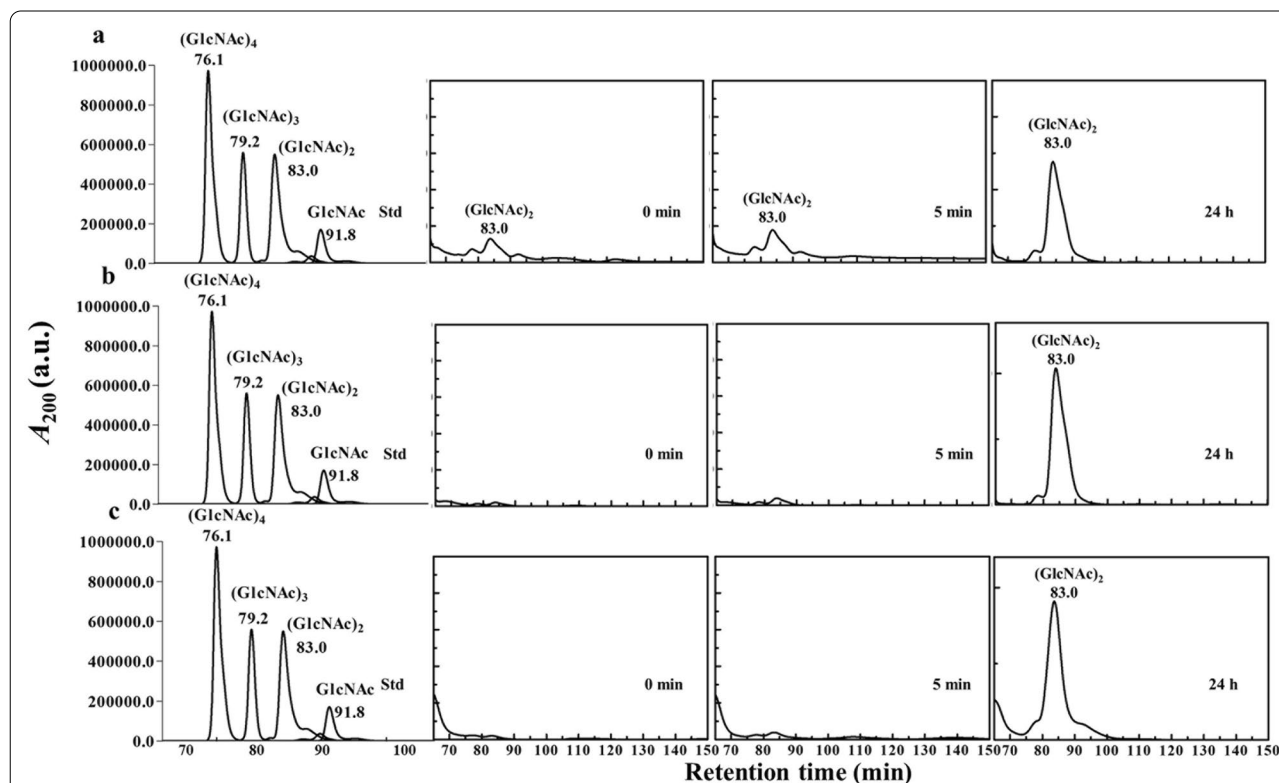 a
(GlcNAc)4
76.1
(GlcNAc)3
79.2
(GlcNAc)2
83.0
GlcNAc Std
91.8
1000000.0
800000.0
600000.0
400000.0
200000.0
0.0
(GlcNAc)2
83.0
0 min
(GlcNAc)2
83.0
5 min
(GlcNAc)2
83.0
24 h
b
(GlcNAc)4
76.1
(GlcNAc)3
79.2
(GlcNAc)2
83.0
GlcNAc Std
91.8
1000000.0
800000.0
600000.0
400000.0
200000.0
0.0
0 min
5 min
(GlcNAc)2
83.0
24 h
c
(GlcNAc)4
76.1
(GlcNAc)3
79.2
(GlcNAc)2
83.0
GlcNAc Std
91.8
1000000.0
800000.0
600000.0
400000.0
200000.0
0.0
0 min
5 min
(GlcNAc)2
83.0
24 h
70 80 90 100
70 80 90 100 110 120 130 140 150
70 80 90 100 110 120 130 140 150
70 80 90 100 110 120 130 140 150
A200 (a.u.)
Retention time (min)